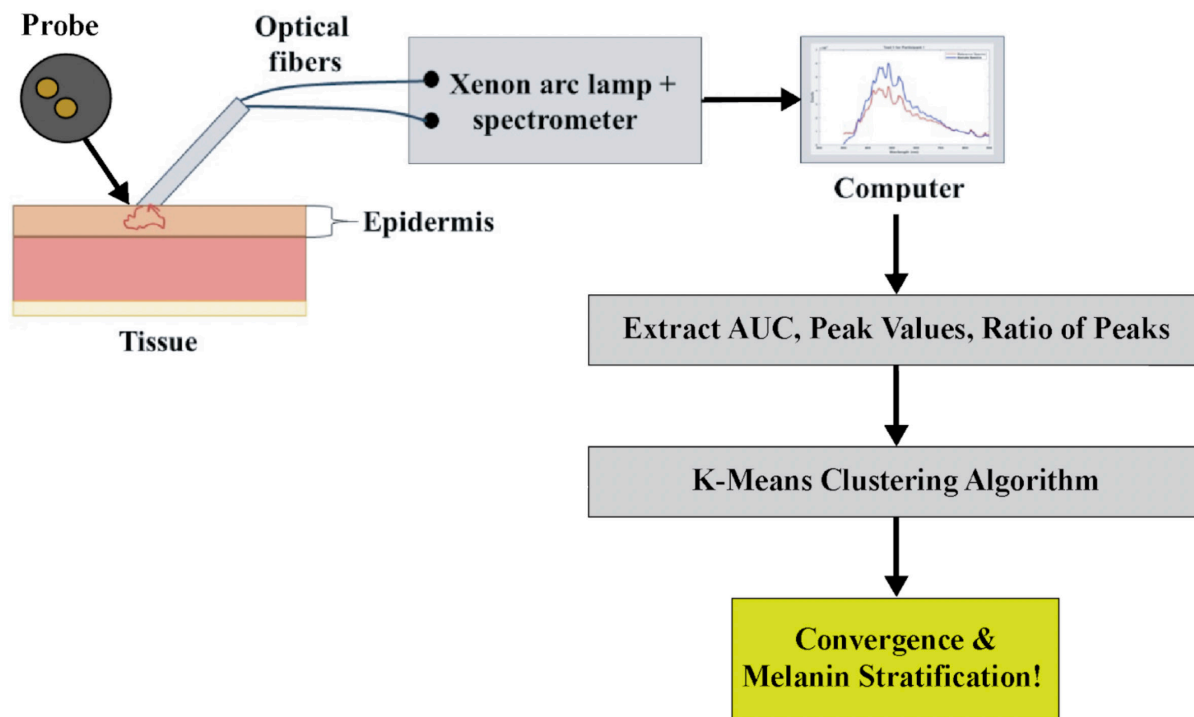 Probe
Optical
fibers
Xenon arc lamp +
spectrometer
Computer
Epidermis
Tissue
Extract AUC, Peak Values, Ratio of Peaks
K-Means Clustering Algorithm
Convergence &
Melanin Stratification!